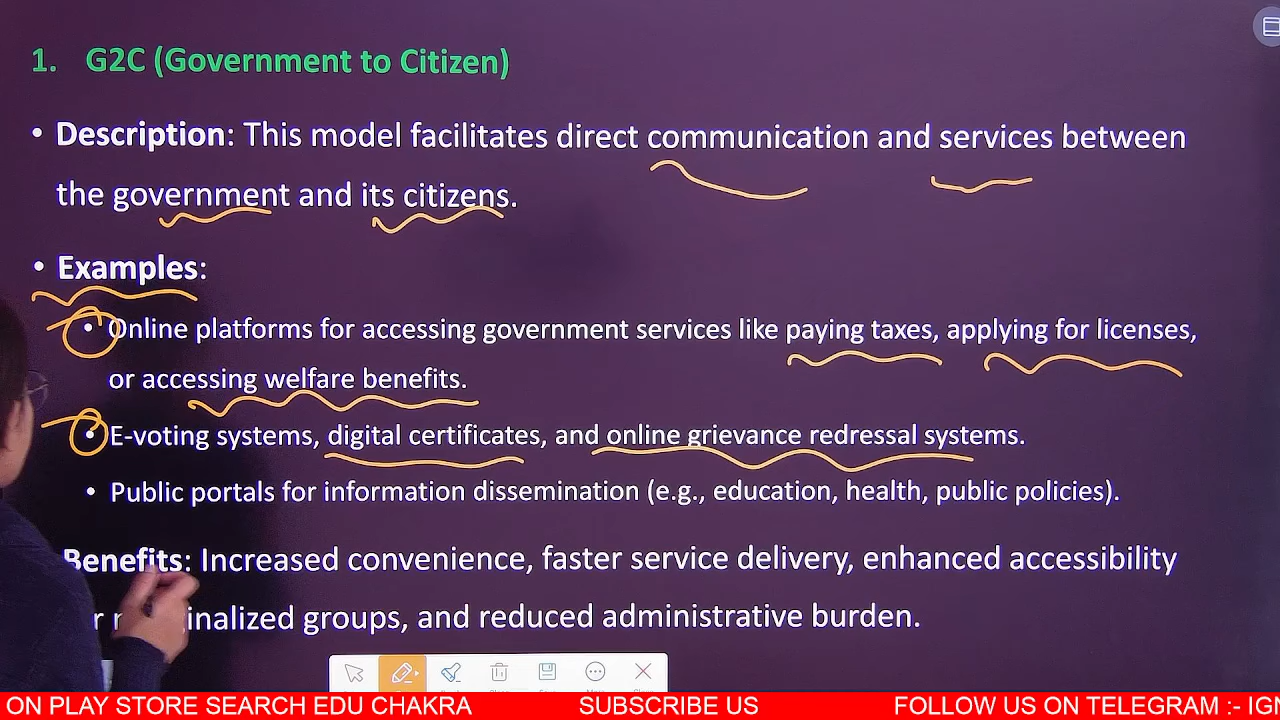 1. G2C (Government to Citizen)
• Description: This model facilitates direct communication and services between
the government and its citizens.
• Examples:
• Online platforms for accessing government services like paying taxes, applying for licenses,
or accessing welfare benefits.
• E-voting systems, digital certificates, and online grievance redressal systems.
• Public portals for information dissemination (e.g., education, health, public policies).
Benefits: Increased convenience, faster service delivery, enhanced accessibility
groups, and reduced administrative burden.
ON PLAY STORE SEARCH EDU CHAKRA SUBSCRIBE US FOLLOW US ON TELEGRAM :-